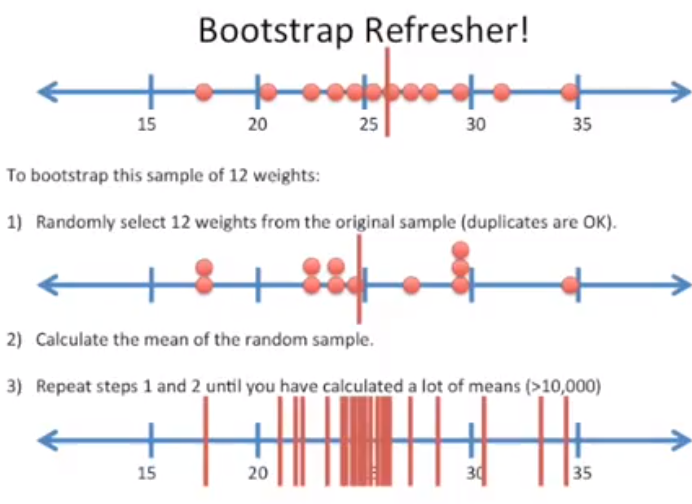 Bootstrap Refresher!
15 20 25 30 35
To bootstrap this sample of 12 weights:
1) Randomly select 12 weights from the original sample (duplicates are OK).
2) Calculate the mean of the random sample.
3) Repeat steps 1 and 2 until you have calculated a lot of means (>10,000)
15 20 30 35